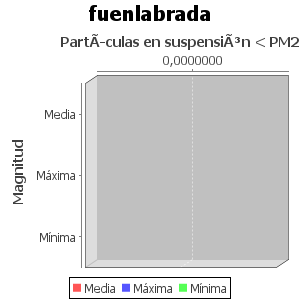 fuenlabrada
PartÃ-culas en suspensiÃ³n < PM2
0,0000000
Magnitud
Media
Máxima
Mínima
Media Máxima Mínima